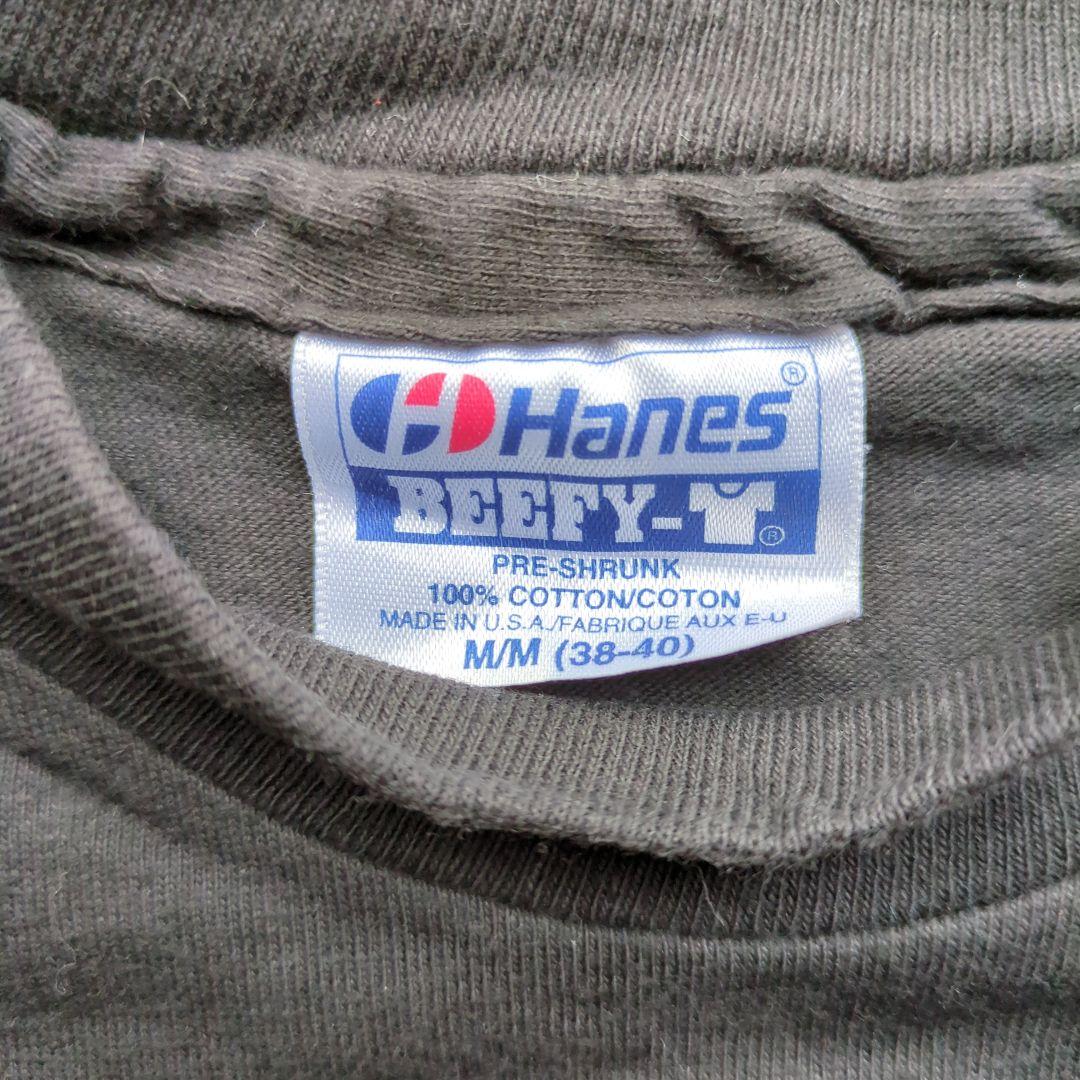 Hanes®
BEEFY-T®
PRE-SHRUNK
100% COTTON/COTON
MADE IN U.S.A./FABRIQUE AUX E-U
M/M (38-40)